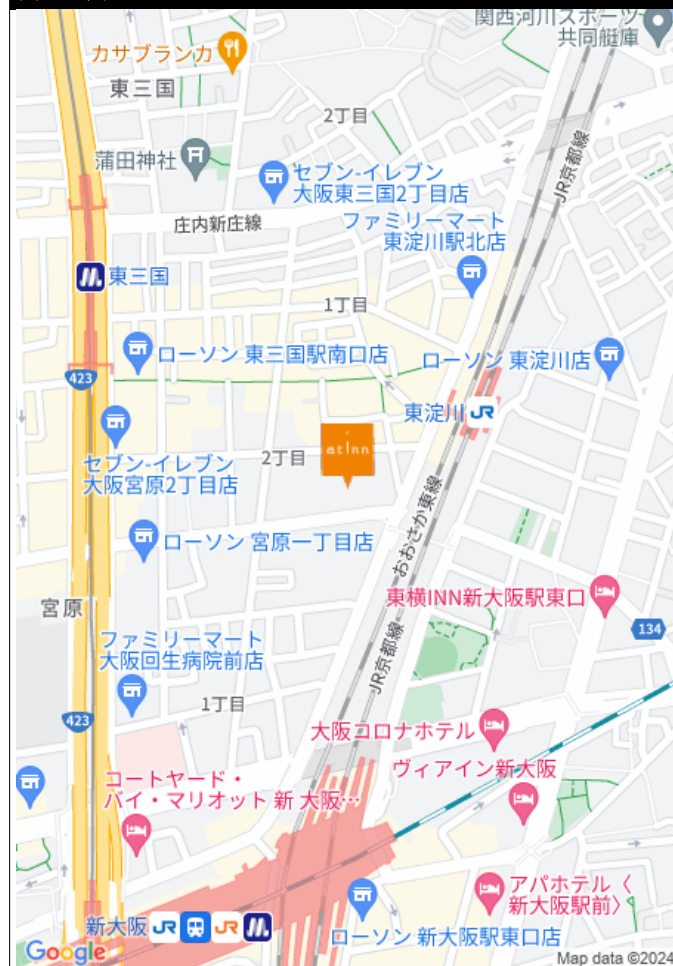 関西河川スポーツ
共同艇庫
カサブランカ
東三国
2丁目
JR京都線
蒲田神社
セブン-イレブン
大阪東三国2丁目店
ファミリーマート
東淀川駅北店
庄内新庄線
東三国
1丁目
ローソン 東三国駅南口店
ローソン 東淀川店
423
東淀川
JR
at inn
セブン-イレブン
大阪宮原2丁目店
2丁目
おおさか東線
ローソン 宮原一丁目店
東横INN新大阪駅東口
宮原
134
ファミリーマート
大阪回生病院前店
JR京都線
1丁目
423
大阪コロナホテル
コートヤード・
バイ・マリオット 新 大阪…
ヴィアイン新大阪
アパホテル〈
新大阪駅前〉
新大阪
JR
JR
ローソン 新大阪駅東口店
Google
Map data ©2024